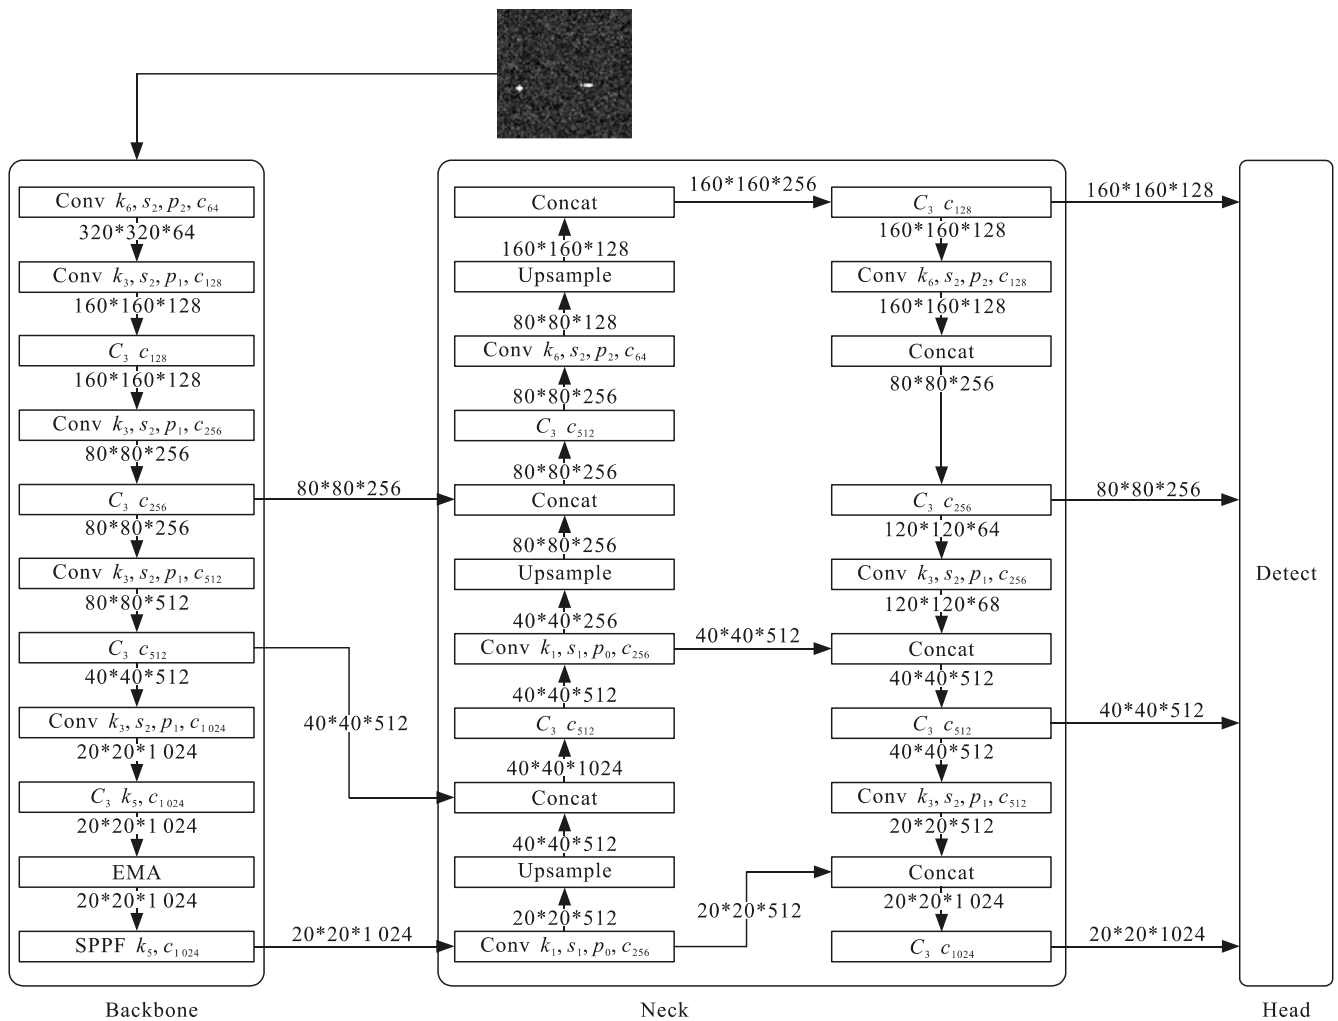 Conv k₆, s₂, p₂, c₆₄
320*320*64
Conv k₃, s₂, p₁, c₁₂₈
160*160*128
C₃ c₁₂₈
160*160*128
Conv k₃, s₂, p₁, c₂₅₆
80*80*256
C₃ c₂₅₆
80*80*256
Conv k₃, s₂, p₁, c₅₁₂
80*80*512
C₃ c₅₁₂
40*40*512
Conv k₃, s₂, p₁, c₁ ₀₂₄
20*20*1 024
C₃ k₅, c₁ ₀₂₄
20*20*1 024
EMA
20*20*1 024
SPPF k₅, c₁ ₀₂₄
Backbone
80*80*256
40*40*512
20*20*1 024
Concat
160*160*128
Upsample
80*80*128
Conv k₆, s₂, p₂, c₆₄
80*80*256
C₃ c₅₁₂
80*80*256
Concat
80*80*256
Upsample
40*40*256
Conv k₁, s₁, p₀, c₂₅₆
40*40*512
C₃ c₅₁₂
40*40*1024
Concat
40*40*512
Upsample
20*20*512
Conv k₁, s₁, p₀, c₂₅₆
160*160*256
40*40*512
20*20*512
C₃ c₁₂₈
160*160*128
Conv k₆, s₂, p₂, c₁₂₈
160*160*128
Concat
80*80*256
C₃ c₂₅₆
120*120*64
Conv k₃, s₂, p₁, c₂₅₆
120*120*68
Concat
40*40*512
C₃ c₅₁₂
40*40*512
Conv k₃, s₂, p₁, c₅₁₂
20*20*512
Concat
20*20*1 024
C₃ c₁₀₂₄
Neck
160*160*128
80*80*256
40*40*512
20*20*1024
Detect
Head